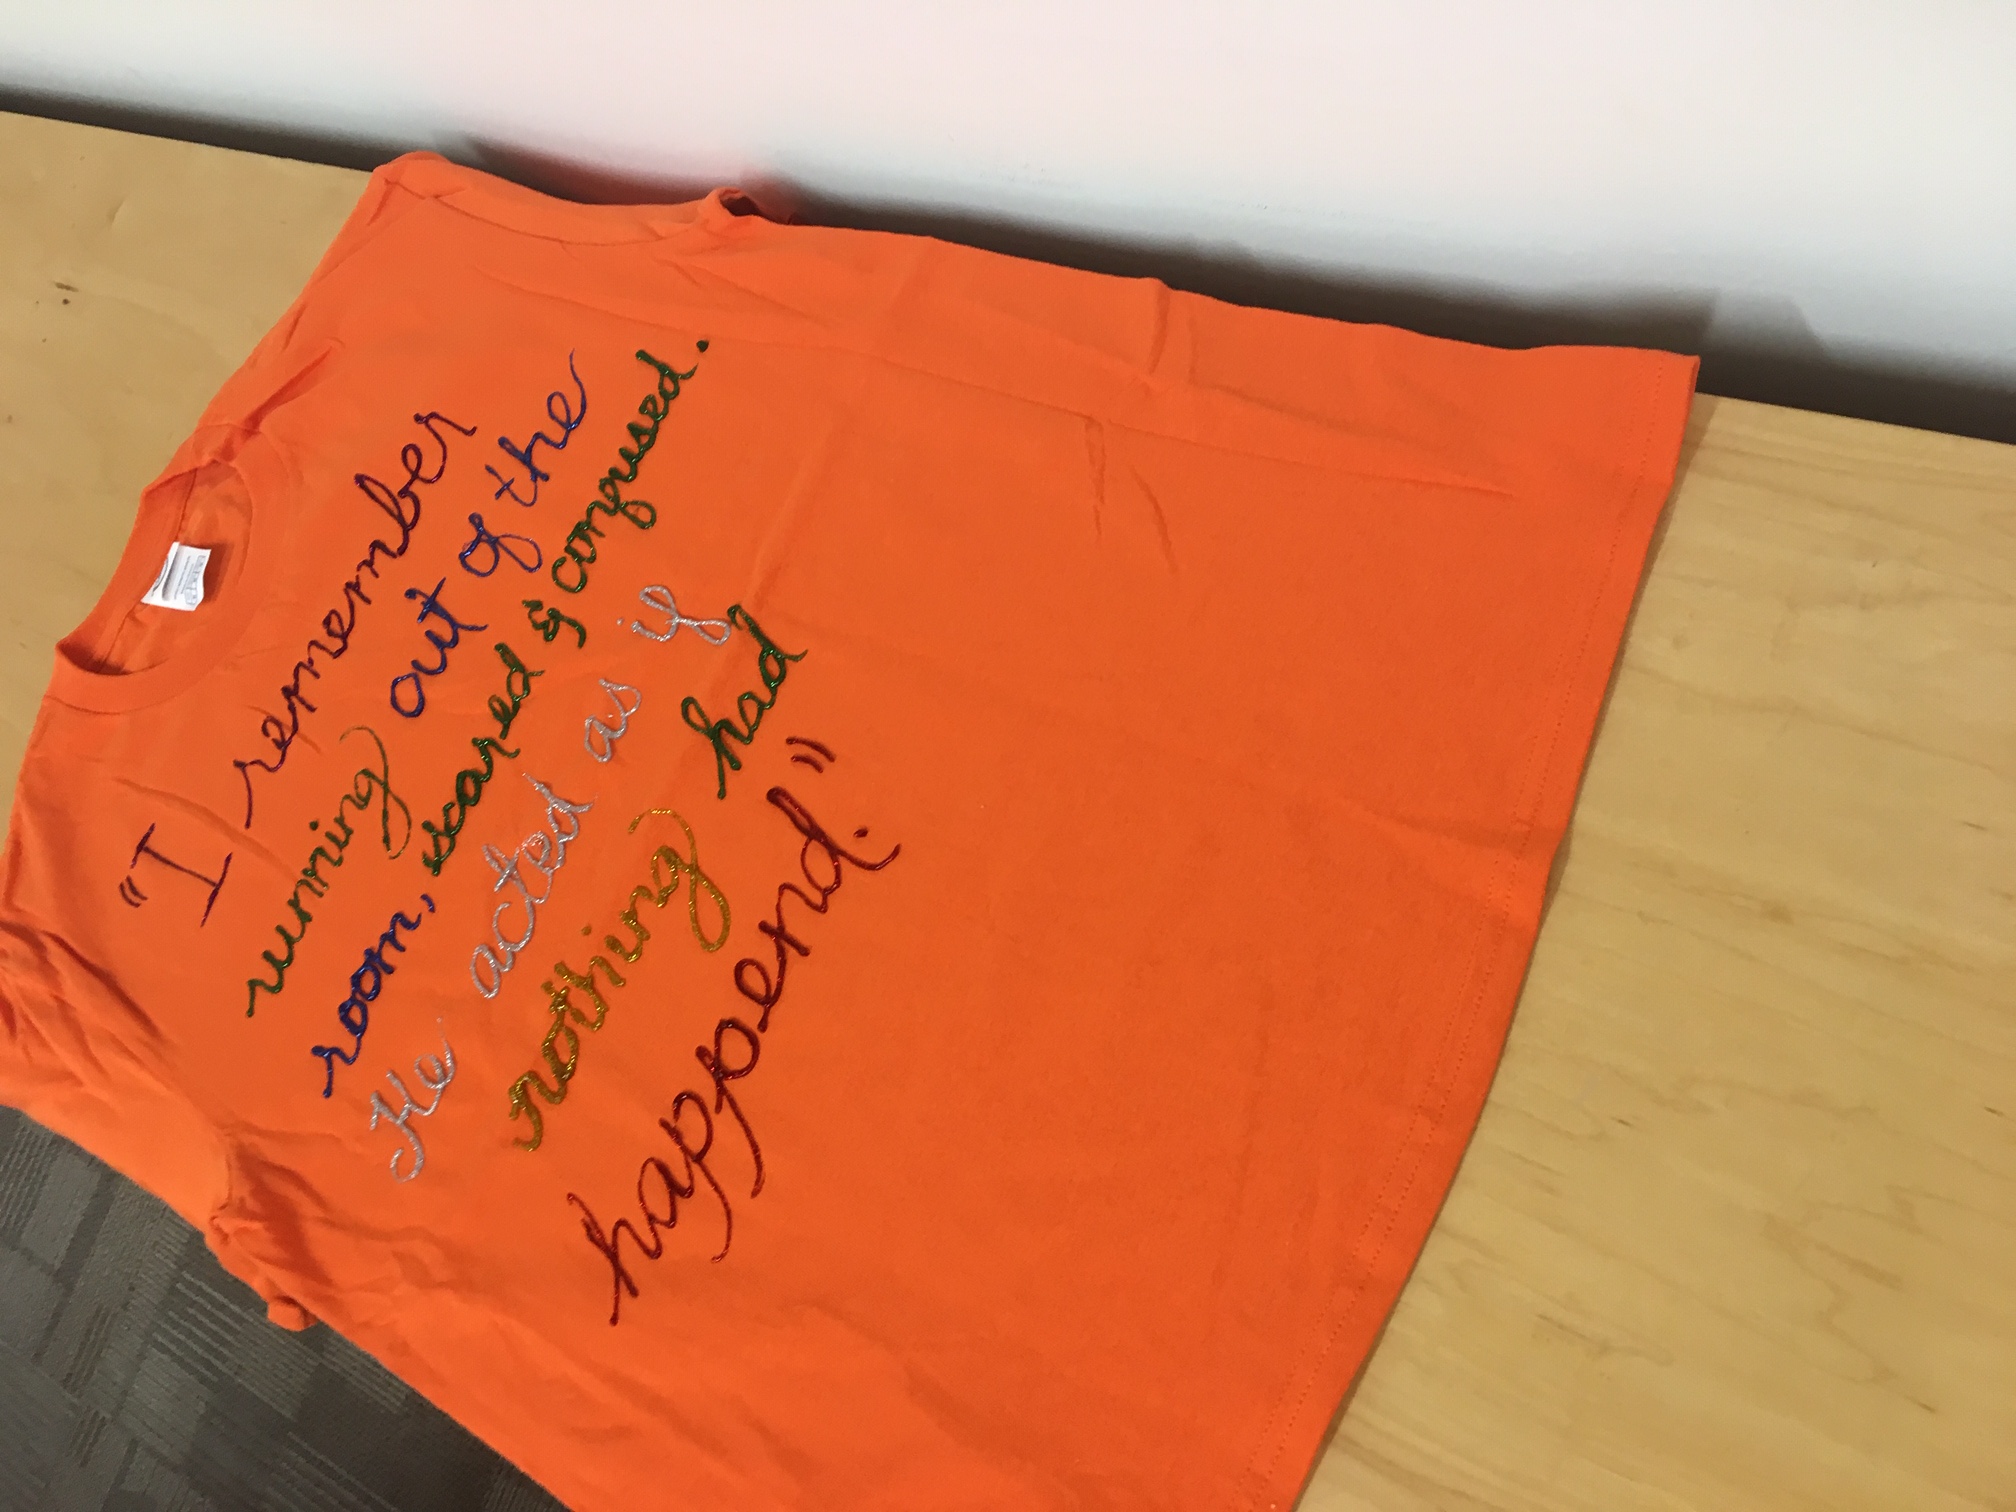 "I remember
running out of the
room, scared & confused.
He acted as if
nothing had
happend."